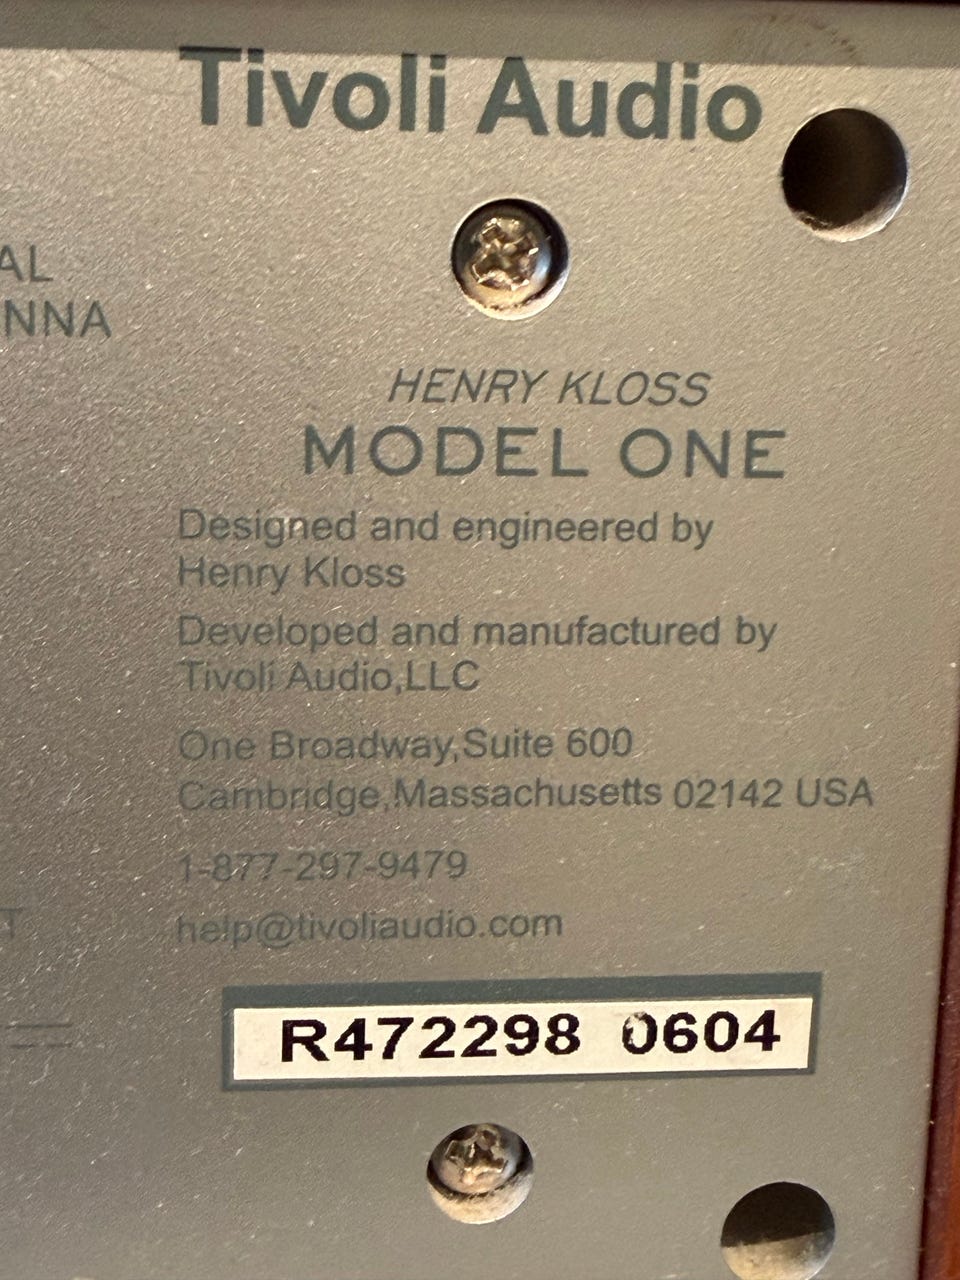 Tivoli Audio
AL
NNA
HENRY KLOSS
MODEL ONE
Designed and engineered by
Henry Kloss
Developed and manufactured by
Tivoli Audio,LLC
One Broadway,Suite 600
Cambridge,Massachusetts 02142 USA
1-877-297-9479
help@tivoliaudio.com
T
R472298 0604